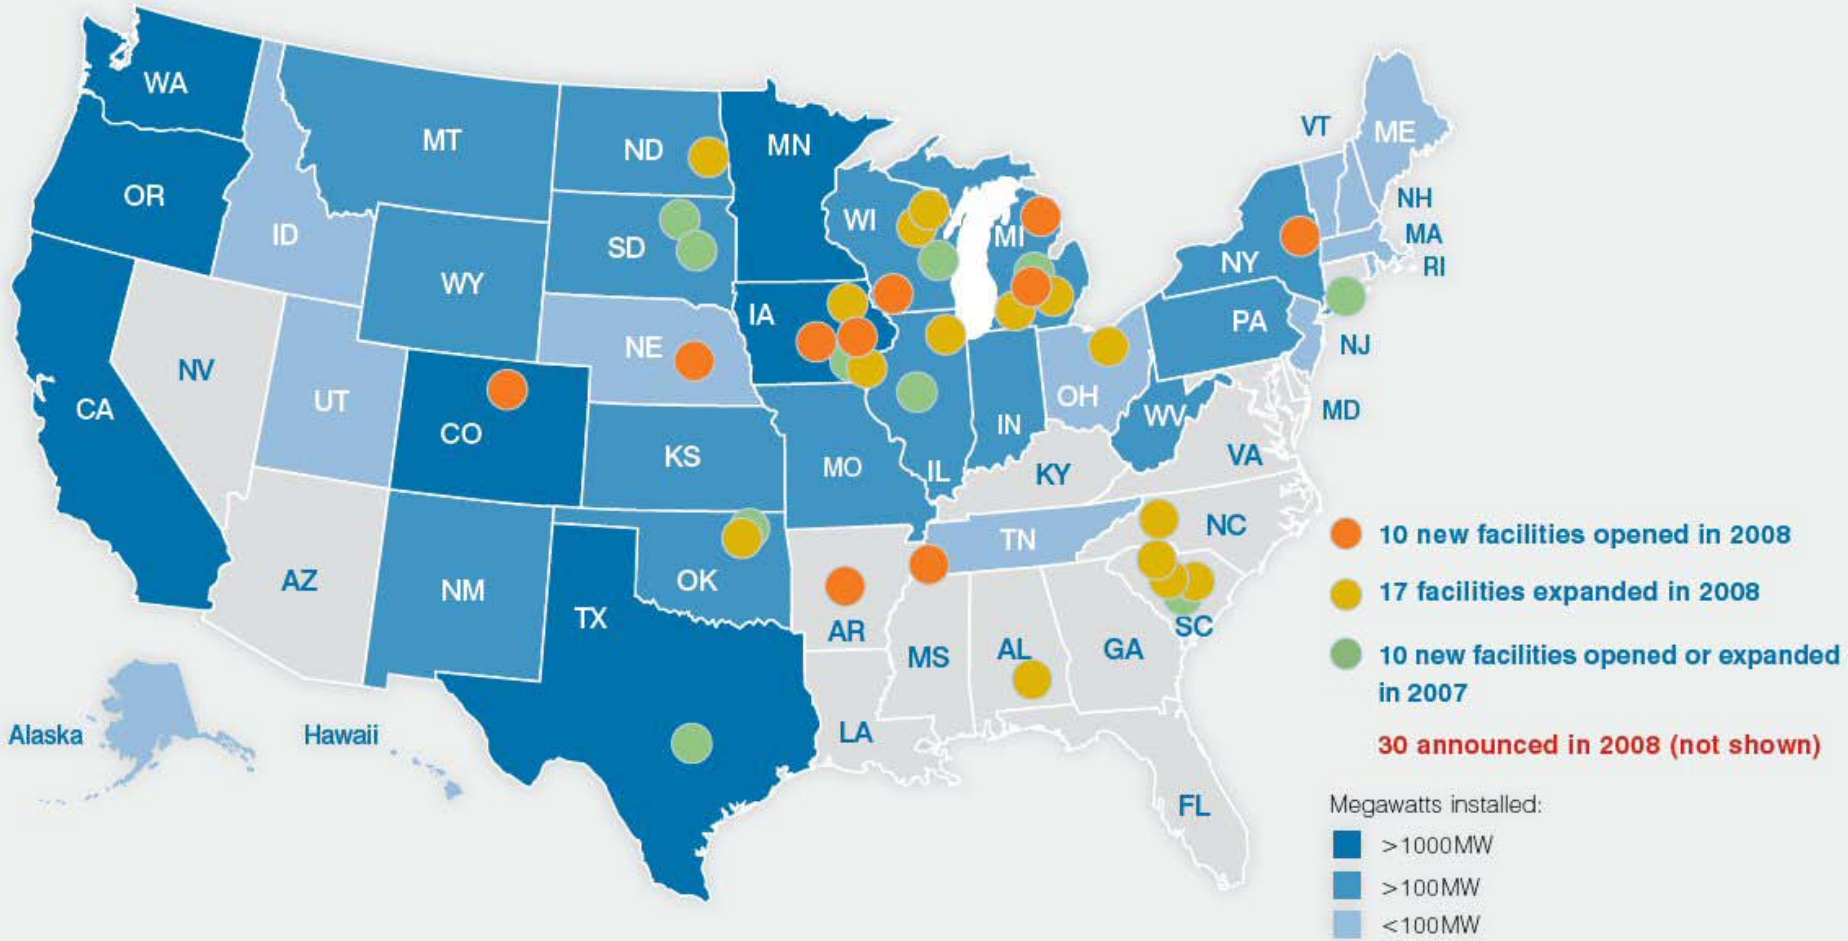 WA
MT
ND
MN
VT
ME
OR
ID
SD
WI
MI
NH
MA
NY
RI
WY
IA
PA
NE
NJ
NV
UT
CA
CO
OH
MD
IN
WV
KS
MO
IL
KY
VA
NC
TN
AZ
NM
OK
TX
AR
SC
MS
AL
GA
LA
FL
Alaska
Hawaii
10 new facilities opened in 2008
17 facilities expanded in 2008
10 new facilities opened or expanded
in 2007
30 announced in 2008 (not shown)
Megawatts installed:
>1000MW
>100MW
<100MW